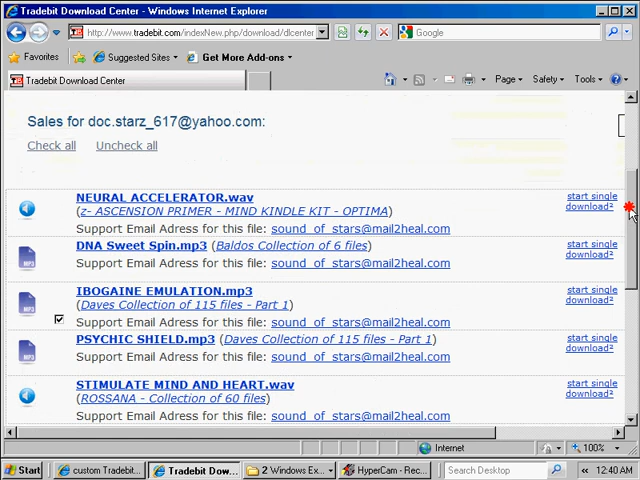 Tradebit Download Center - Windows Internet Explorer
http://www.tradebit.com/indexNew.php/download/dlcenter
Google
Favorites Suggested Sites Get More Add-ons
Tradebit Download Center
Page Safety Tools
Sales for doc.starz_617@yahoo.com:
Check all Uncheck all
NEURAL ACCELERATOR.wav start single
(z- ASCENSION PRIMER - MIND KINDLE KIT - OPTIMA) download²
Support Email Adress for this file: sound_of_stars@mail2heal.com
DNA Sweet Spin.mp3 (Baldos Collection of 6 files) start single
download²
Support Email Adress for this file: sound_of_stars@mail2heal.com
IBOGAINE EMULATION.mp3 start single
(Daves Collection of 115 files - Part 1) download²
Support Email Adress for this file: sound_of_stars@mail2heal.com
PSYCHIC SHIELD.mp3 (Daves Collection of 115 files - Part 1) start single
download²
Support Email Adress for this file: sound_of_stars@mail2heal.com
STIMULATE MIND AND HEART.wav start single
(ROSSANA - Collection of 60 files) download²
Support Email Adress for this file: sound_of_stars@mail2heal.com
Internet 100%
Start custom Tradebit... Tradebit Dow... 2 Windows Ex... HyperCam - Rec... Search Desktop 12:40 AM